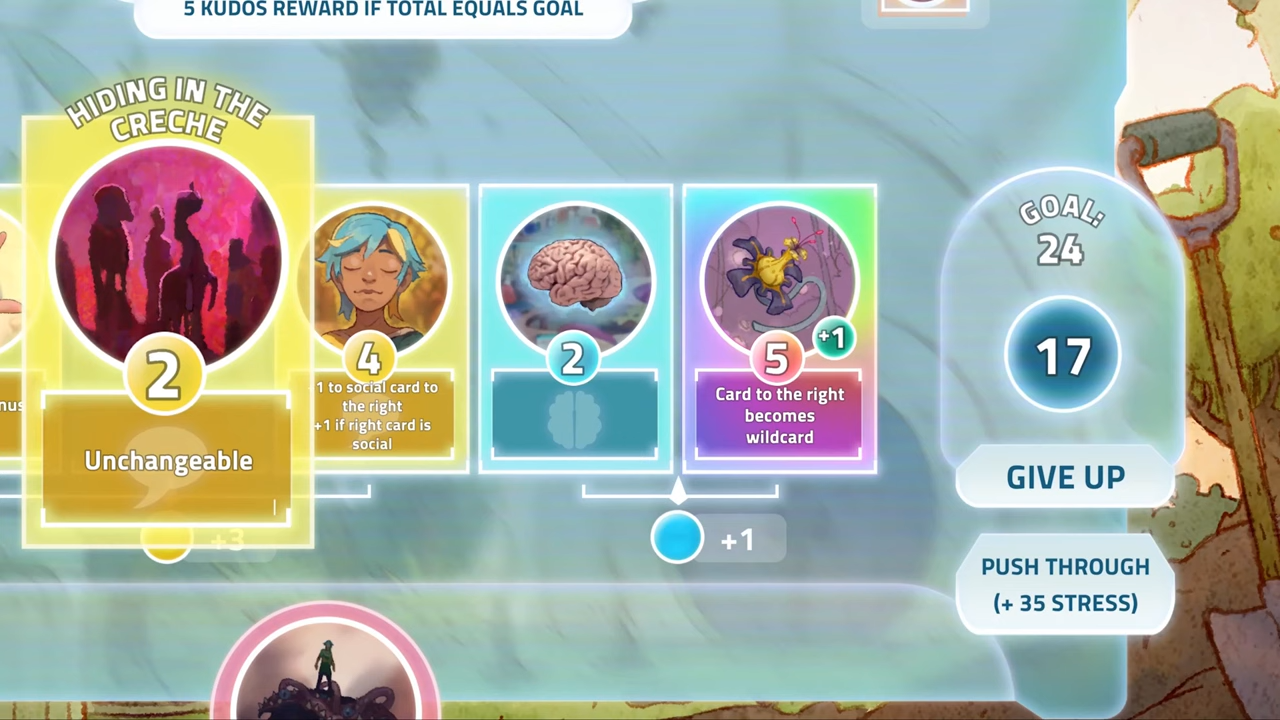 5 KUDOS REWARD IF TOTAL EQUALS GOAL
HIDING IN THE
CRECHE
2
Unchangeable
+3
4
1 to social card to
the right
+1 if right card is
social
2
5
+1
Card to the right
becomes
wildcard
+1
GOAL:
24
17
GIVE UP
PUSH THROUGH
(+ 35 STRESS)